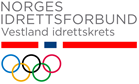 NORGES
IDRETTSFORBUND
Vestland idrettskrets